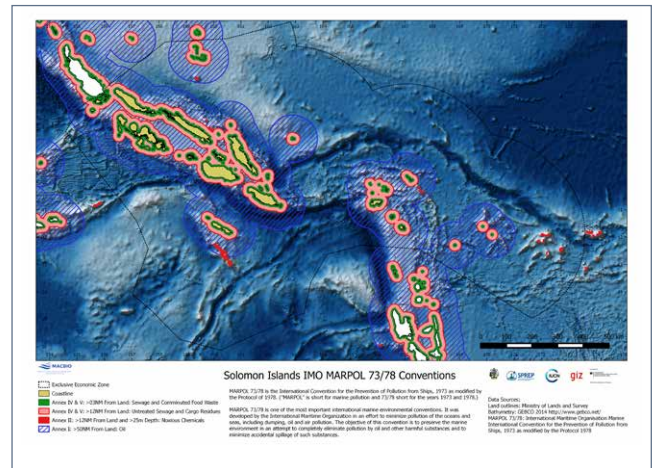 MACBIO
Solomon Islands IMO MARPOL 73/78 Conventions
Exclusive Economic Zone
Coastline
Annex IV & V: >03NM From Land: Sewage and Comminuted Food Waste
Annex IV & V: >12NM From Land: Untreated Sewage and Cargo Residues
Annex II: >12NM From Land and >25m Depth: Noxious Chemicals
Annex I: >50NM From Land: Oil
MARPOL 73/78 is the International Convention for the Prevention of Pollution from Ships, 1973 as modified by
the Protocol of 1978. ("MARPOL" is short for marine pollution and 73/78 short for the years 1973 and 1978.)
MARPOL 73/78 is one of the most important international marine environmental conventions. It was
developed by the International Maritime Organization in an effort to minimize pollution of the oceans and
seas, including dumping, oil and air pollution. The objective of this convention is to preserve the marine
environment in an attempt to completely eliminate pollution by oil and other harmful substances and to
minimize accidental spillage of such substances.
SPREP
IUCN
giz
Data Sources:
Land outlines: Ministry of Lands and Survey
Bathymetry: GEBCO 2014 http://www.gebco.net/
MARPOL 73/78: International Maritime Organisation Marine
International Convention for the Prevention of Pollution from
Ships, 1973 as modified by the Protocol 1978